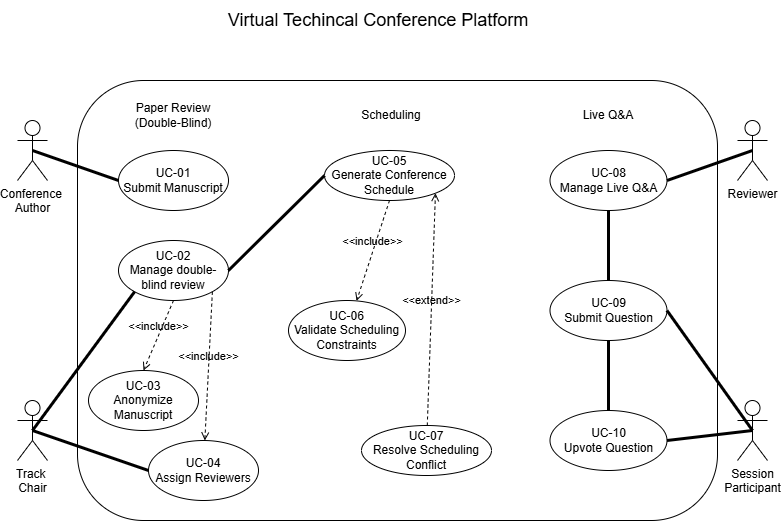 Virtual Techincal Conference Platform
Paper Review
(Double-Blind)
Scheduling
Live Q&A
UC-01
Submit Manuscript
UC-05
Generate Conference
Schedule
UC-08
Manage Live Q&A
Conference
Author
Reviewer
UC-02
Manage double-
blind review
<<include>>
<<include>>
<<include>>
<<extend>>
UC-06
Validate Scheduling
Constraints
UC-09
Submit Question
UC-03
Anonymize
Manuscript
UC-04
Assign Reviewers
UC-07
Resolve Scheduling
Conflict
UC-10
Upvote Question
Track
Chair
Session
Participant